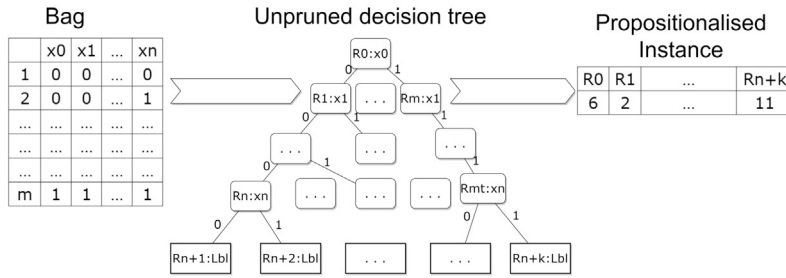 Bag
x0 x1 ... xn
1 0 0 ... 0
2 0 0 ... 1
... ... ... ... ...
... ... ... ... ...
... ... ... ... ...
m 1 1 ... 1
Unpruned decision tree
R0:x0
0 1
R1:x1 ... Rm:x1
0 1 1
... ... ...
0 1 1
Rn:xn ... ... ... Rmt:xn
0 1 0 1
Rn+1:Lbl Rn+2:Lbl ... ... Rn+k:Lbl
Propositionalised
Instance
R0 R1 ... Rn+k
6 2 ... 11